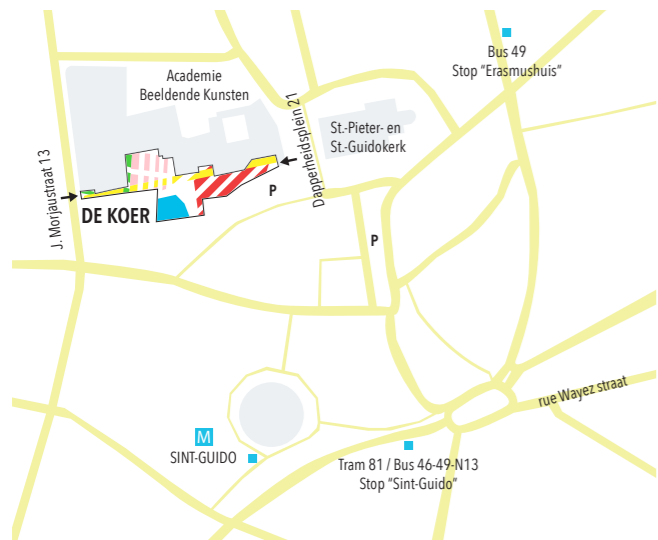 Bus 49
Stop "Erasmushuis"
Academie
Beeldende Kunsten
Dapperheidsplein 21
St.-Pieter- en
St.-Guidokerk
J. Morjaustraat 13
P
DE KOER
P
rue Wayez straat
M
SINT-GUIDO
Tram 81 / Bus 46-49-N13
Stop "Sint-Guido"